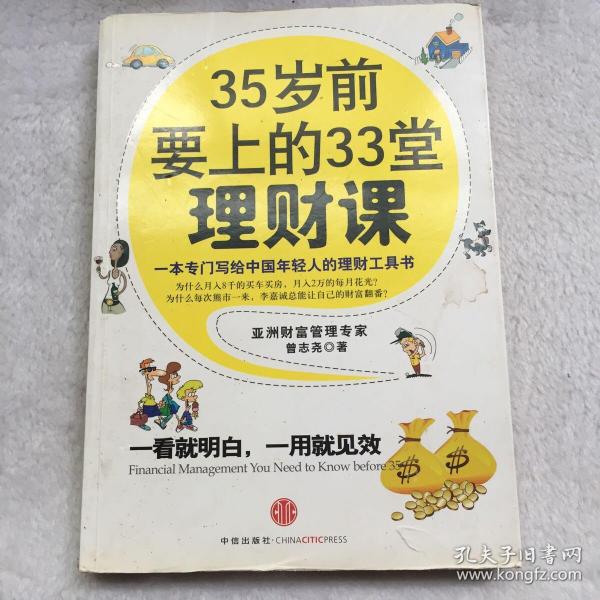 35岁前
要上的33堂
理财课
一本专门写给中国年轻人的理财工具书
为什么月入8千的买车买房，月入2万的每月花光？
为什么每次熊市一来，李嘉诚总能让自己的财富翻番？
亚洲财富管理专家
曾志尧◎著
一看就明白，一用就见效
Financial Management You Need to Know before 35
$ $
中信出版社·CHINACITICPRESS
孔夫子旧书网
www.kongfz.com